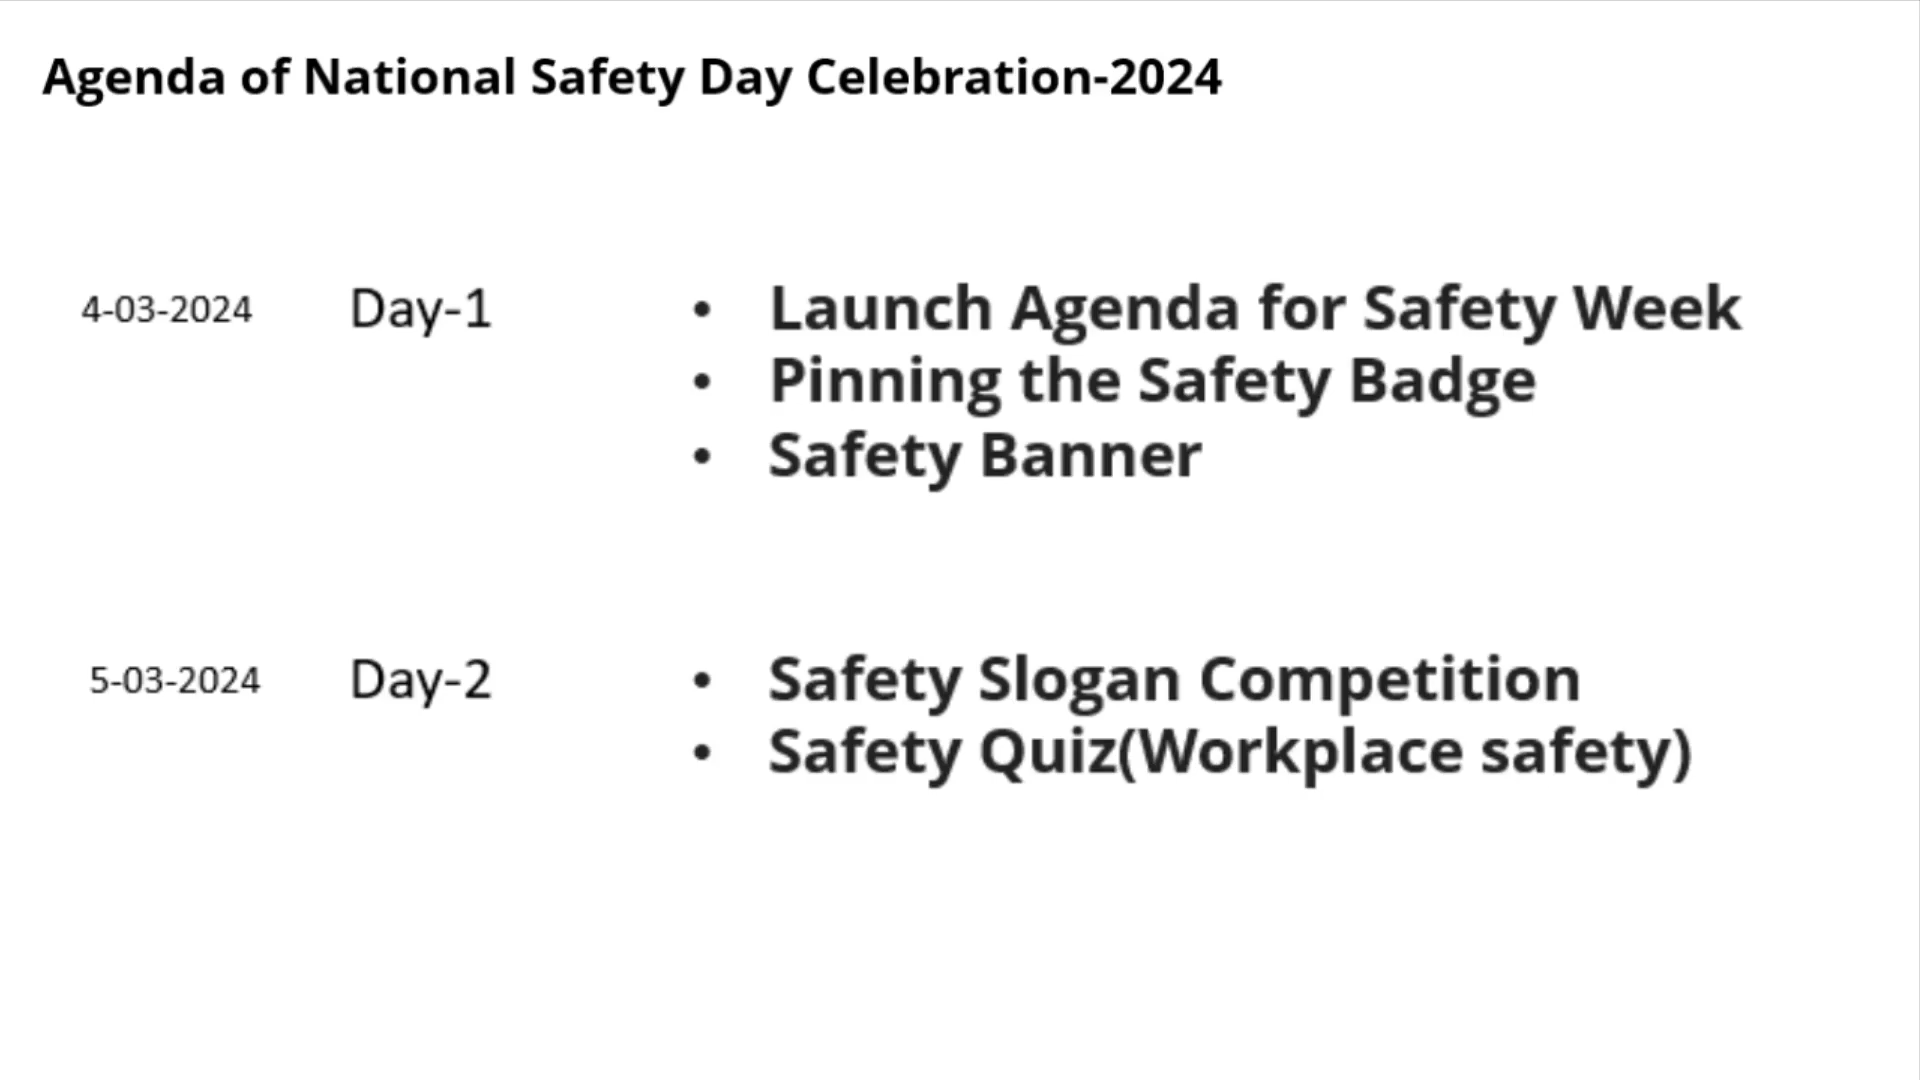 Agenda of National Safety Day Celebration-2024
4-03-2024 Day-1 • Launch Agenda for Safety Week
• Pinning the Safety Badge
• Safety Banner
5-03-2024 Day-2 • Safety Slogan Competition
• Safety Quiz(Workplace safety)